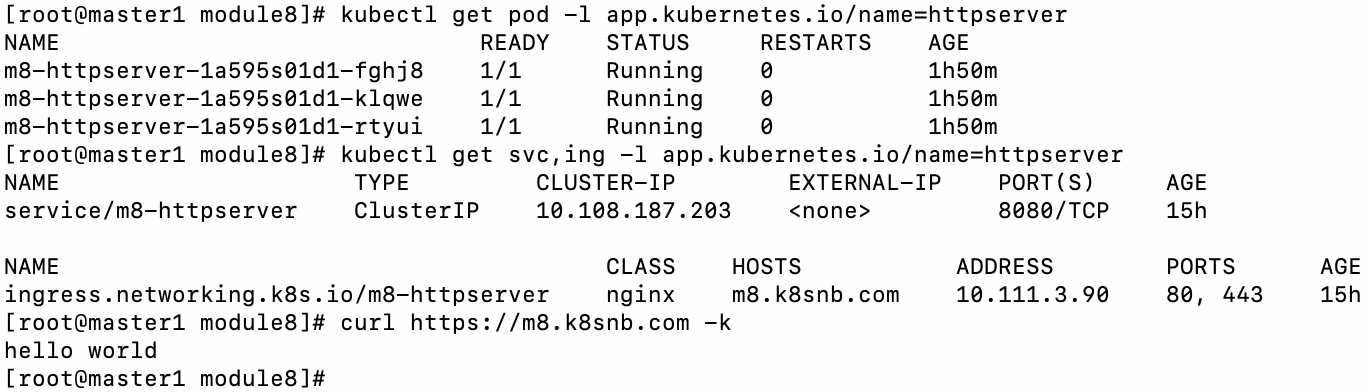 [root@master1 module8]# kubectl get pod -l app.kubernetes.io/name=httpserver
NAME READY STATUS RESTARTS AGE
m8-httpserver-1a595s01d1-fghj8 1/1 Running 0 1h50m
m8-httpserver-1a595s01d1-klqwe 1/1 Running 0 1h50m
m8-httpserver-1a595s01d1-rtyui 1/1 Running 0 1h50m
[root@master1 module8]# kubectl get svc,ing -l app.kubernetes.io/name=httpserver
NAME TYPE CLUSTER-IP EXTERNAL-IP PORT(S) AGE
service/m8-httpserver ClusterIP 10.108.187.203 <none> 8080/TCP 15h
NAME CLASS HOSTS ADDRESS PORTS AGE
ingress.networking.k8s.io/m8-httpserver nginx m8.k8snb.com 10.111.3.90 80, 443 15h
[root@master1 module8]# curl https://m8.k8snb.com -k
hello world
[root@master1 module8]#